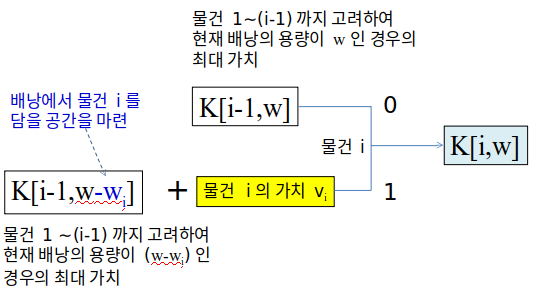 물건 1~(i-1) 까지 고려하여
현재 배낭의 용량이 w 인 경우의
최대 가치
배낭에서 물건 i 를
담을 공간을 마련
K[i-1,w]
0
물건 i
K[i,w]
K[i-1,w-wi]
+
물건 i 의 가치 vi
1
물건 1 ~(i-1) 까지 고려하여
현재 배낭의 용량이 (w-wi) 인
경우의 최대 가치